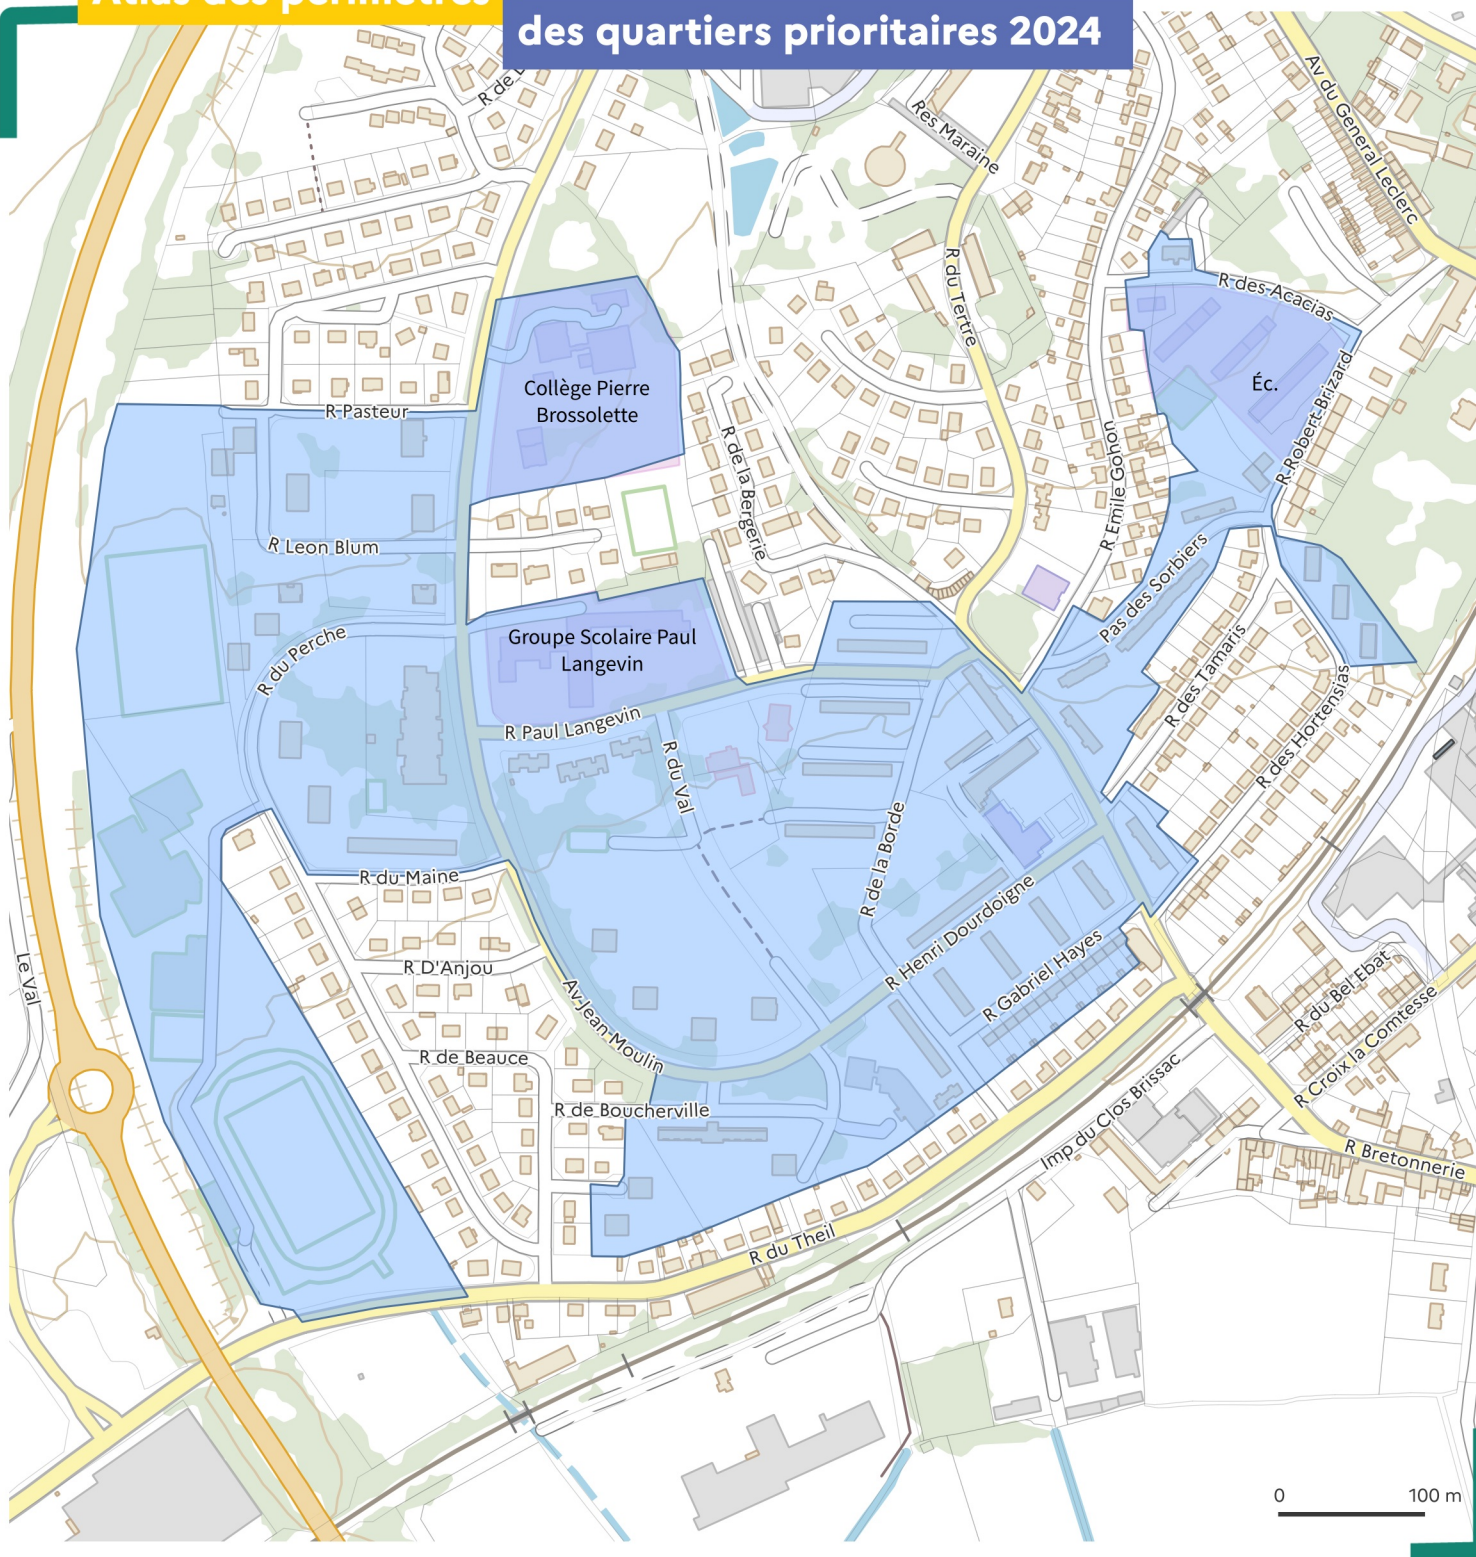 Atlas des périmètres
des quartiers prioritaires 2024
R de
Res Maraine
Av du General Leclerc
R du Tertre
R des Acacias
Collège Pierre
Brossolette
Éc.
R Pasteur
R Robert Brizard
R de la Bergerie
R Emile Gohon
R Leon Blum
Pas des Sorbiers
Groupe Scolaire Paul
Langevin
R du Perche
R des Tamaris
R Paul Langevin
R des Hortensias
R du Val
R de la Borde
R du Maine
R Henri Dourdoigne
R D'Anjou
R Gabriel Hayes
Le Val
R du Bel Ebat
Av Jean Moulin
R Croix la Comtesse
R de Beauce
R de Boucherville
Imp du Clos Brissac
R Bretonnerie
R du Theil
0 100 m